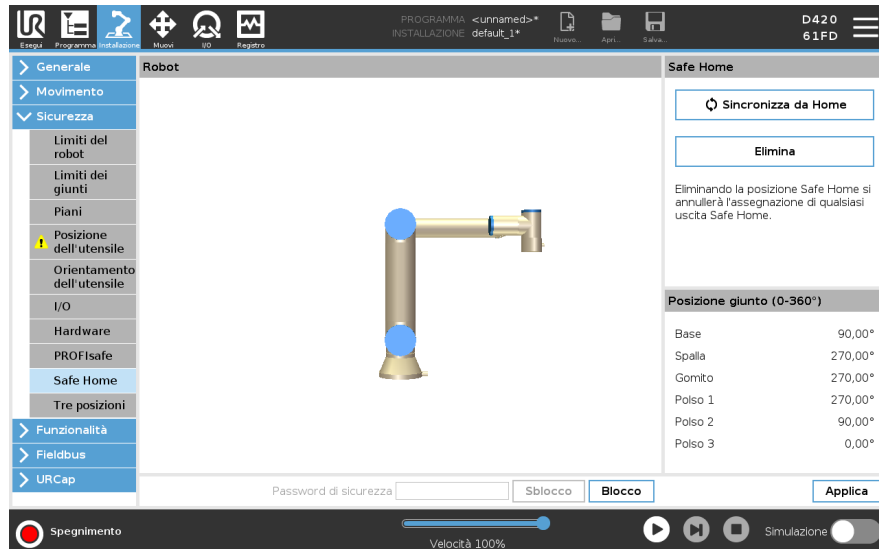 UR
PROGRAMMA <unnamed>*
INSTALLAZIONE default_1*
D420
61FD
Esegui Programma Installazione Muovi I/O Registro Nuovo... Apri... Salva...
Generale
Movimento
Sicurezza
Limiti del
robot
Limiti dei
giunti
Piani
Posizione
dell'utensile
Orientamento
dell'utensile
I/O
Hardware
PROFIsafe
Safe Home
Tre posizioni
Funzionalità
Fieldbus
URCap
Robot
Safe Home
Sincronizza da Home
Elimina
Eliminando la posizione Safe Home si
annullerà l'assegnazione di qualsiasi
uscita Safe Home.
Posizione giunto (0-360°)
Base 90,00°
Spalla 270,00°
Gomito 270,00°
Polso 1 270,00°
Polso 2 90,00°
Polso 3 0,00°
Password di sicurezza Sblocco Blocco Applica
Spegnimento
Velocità 100%
Simulazione